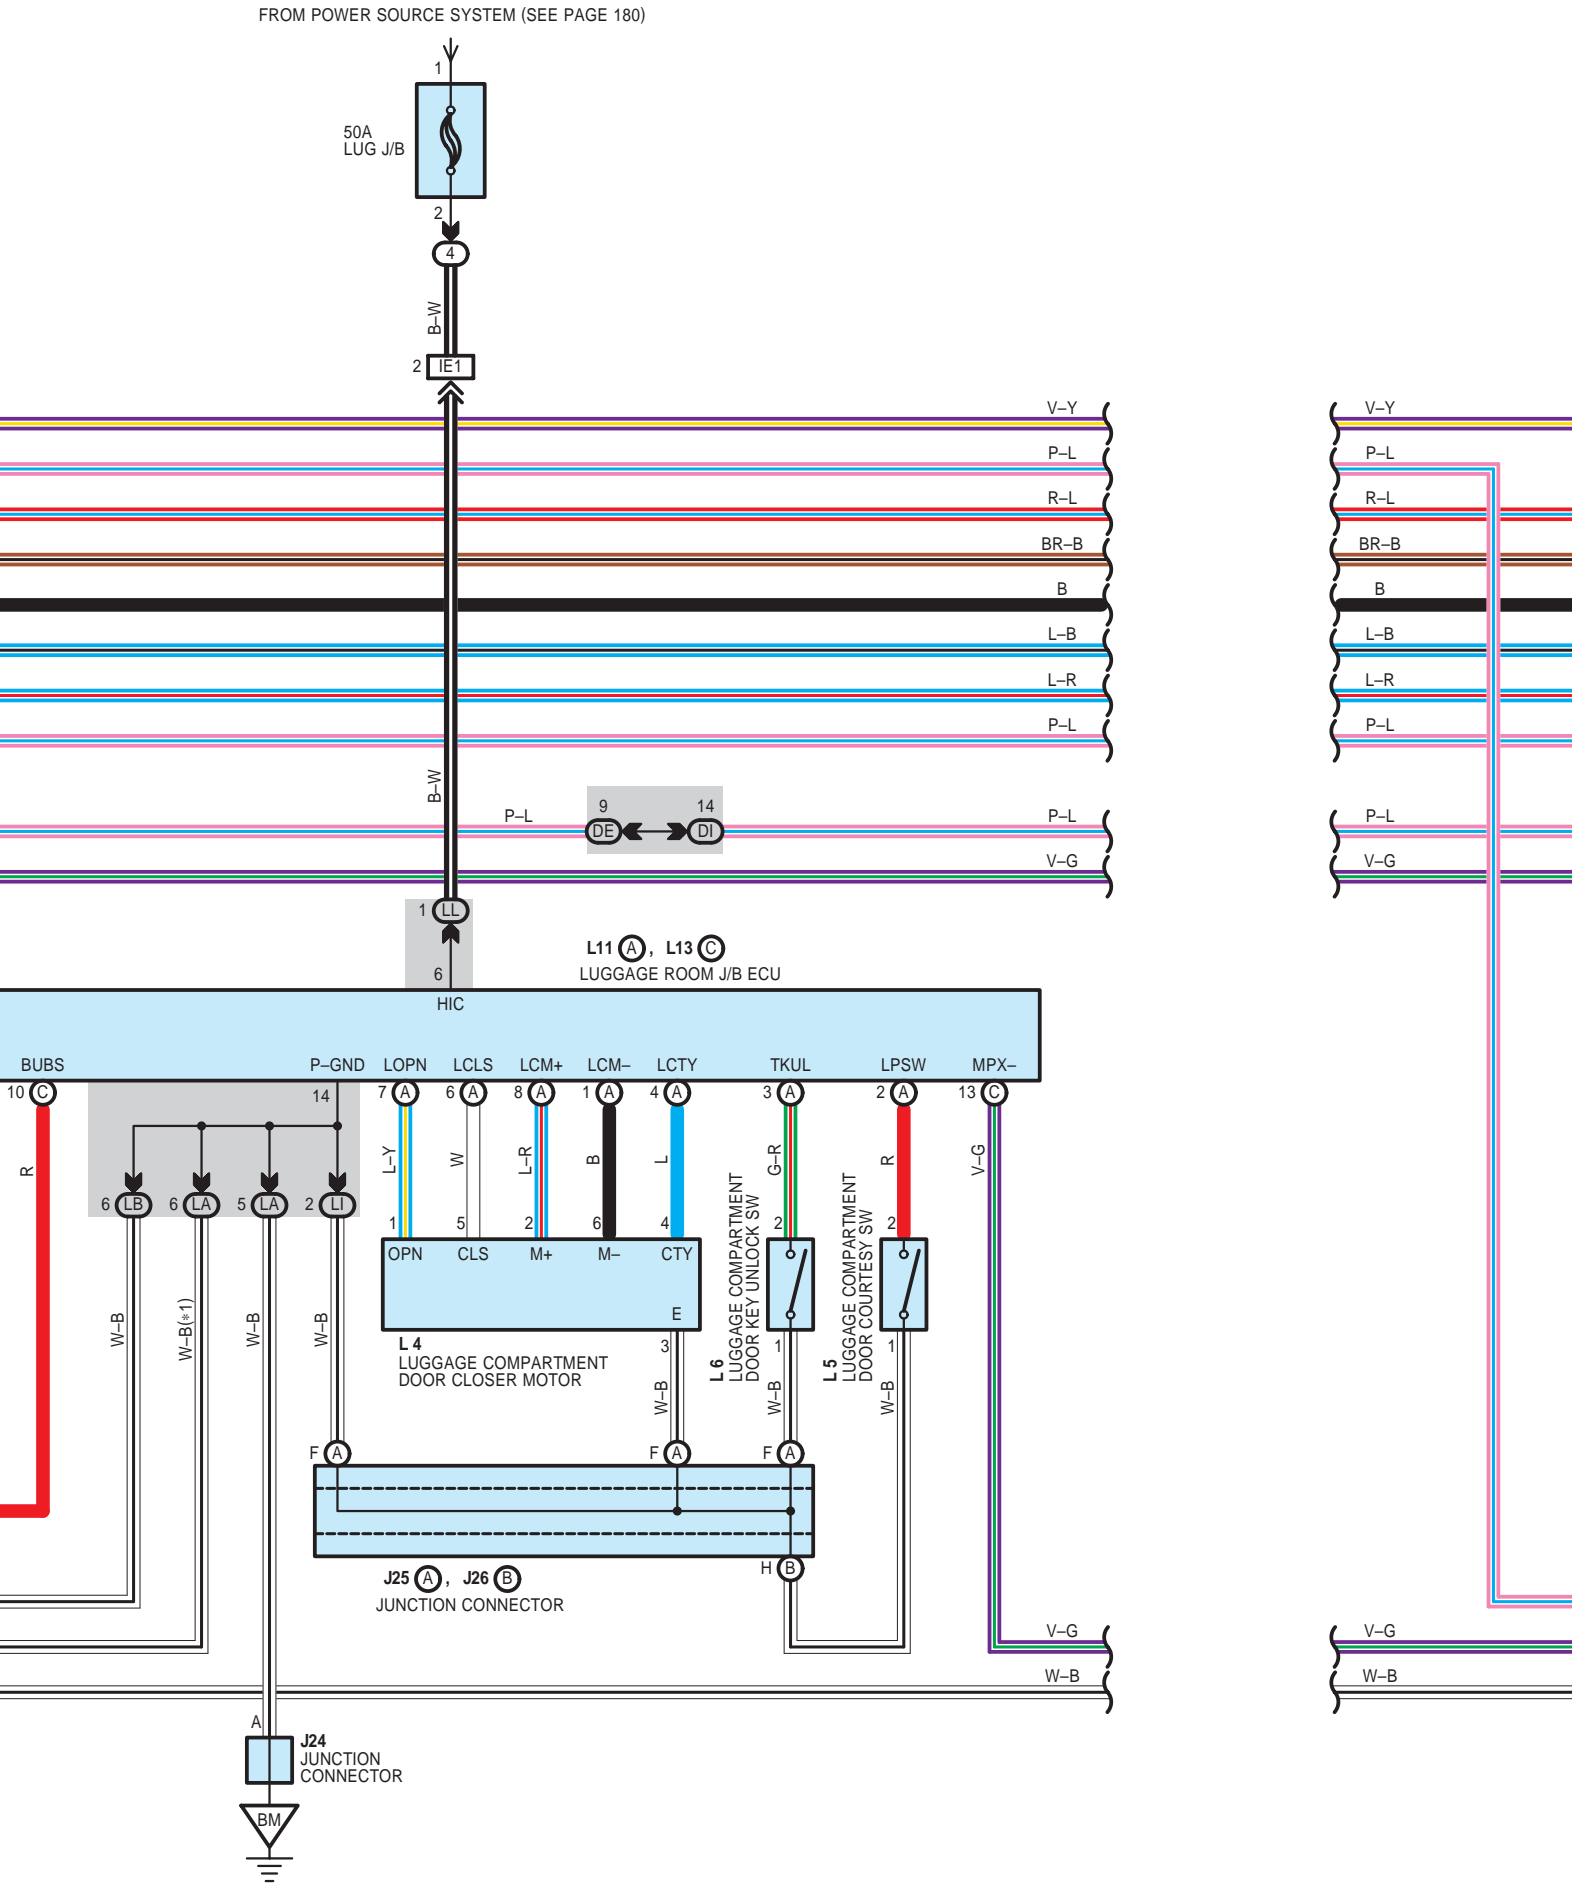 FROM POWER SOURCE SYSTEM (SEE PAGE 180)
1
50A
LUG J/B
2
4
B–W
2 IE1
V–Y V–Y
P–L P–L
R–L R–L
BR–B BR–B
B B
L–B L–B
L–R L–R
P–L P–L
B–W
9 14
P–L DE DI P–L P–L
V–G V–G
1 LL
L11 A , L13 C
6 LUGGAGE ROOM J/B ECU
HIC
BUBS P–GND LOPN LCLS LCM+ LCM– LCTY TKUL LPSW MPX–
10 C 14 7 A 6 A 8 A 1 A 4 A 3 A 2 A 13 C
R L–Y W L–R B L G–R R V–G
6 LB 6 LA 5 LA 2 LI
1 5 2 6 4 2 2
OPN CLS M+ M– CTY
E
W–B W–B(*1) W–B W–B
L 4
LUGGAGE COMPARTMENT
DOOR CLOSER MOTOR
3 1 1
L 6
LUGGAGE COMPARTMENT
DOOR KEY UNLOCK SW
L 5
LUGGAGE COMPARTMENT
DOOR COURTESY SW
W–B W–B W–B
F A F A F A
H B
J25 A , J26 B
JUNCTION CONNECTOR
V–G V–G
W–B W–B
A
J24
JUNCTION
CONNECTOR
BM